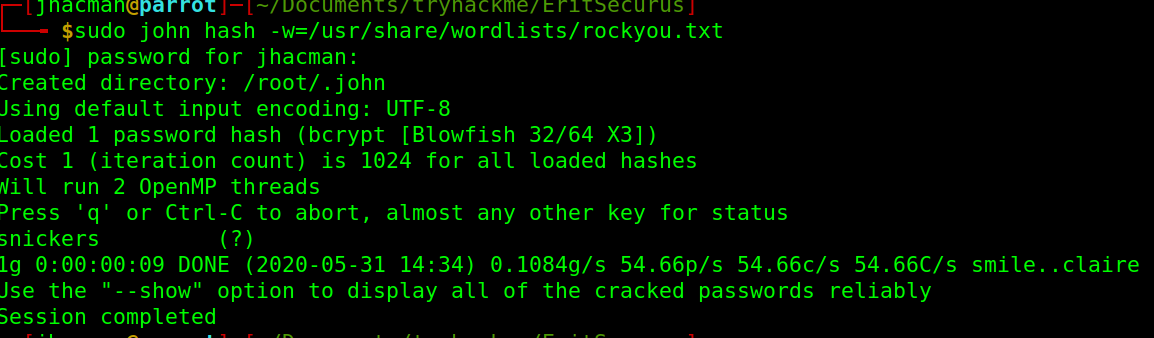 ┌─[jhacman@parrot]─[~/Documents/tryhackme/EritSecurus]
└──╼ $sudo john hash -w=/usr/share/wordlists/rockyou.txt
[sudo] password for jhacman:
Created directory: /root/.john
Using default input encoding: UTF-8
Loaded 1 password hash (bcrypt [Blowfish 32/64 X3])
Cost 1 (iteration count) is 1024 for all loaded hashes
Will run 2 OpenMP threads
Press 'q' or Ctrl-C to abort, almost any other key for status
snickers         (?)
1g 0:00:00:09 DONE (2020-05-31 14:34) 0.1084g/s 54.66p/s 54.66c/s 54.66C/s smile..claire
Use the "--show" option to display all of the cracked passwords reliably
Session completed